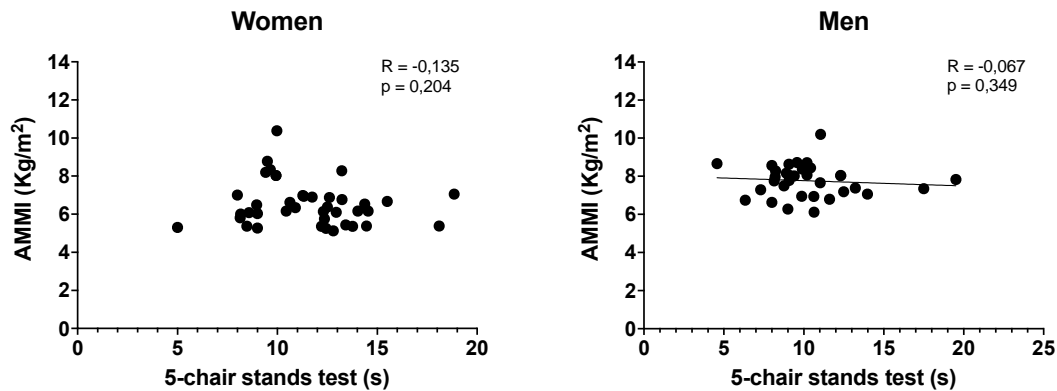 Women
R = -0,135
p = 0,204
14
12
10
8
6
4
2
0
AMMI (Kg/m²)
0 5 10 15 20
5-chair stands test (s)
Men
R = -0,067
p = 0,349
14
12
10
8
6
4
2
0
AMMI (Kg/m²)
0 5 10 15 20 25
5-chair stands test (s)